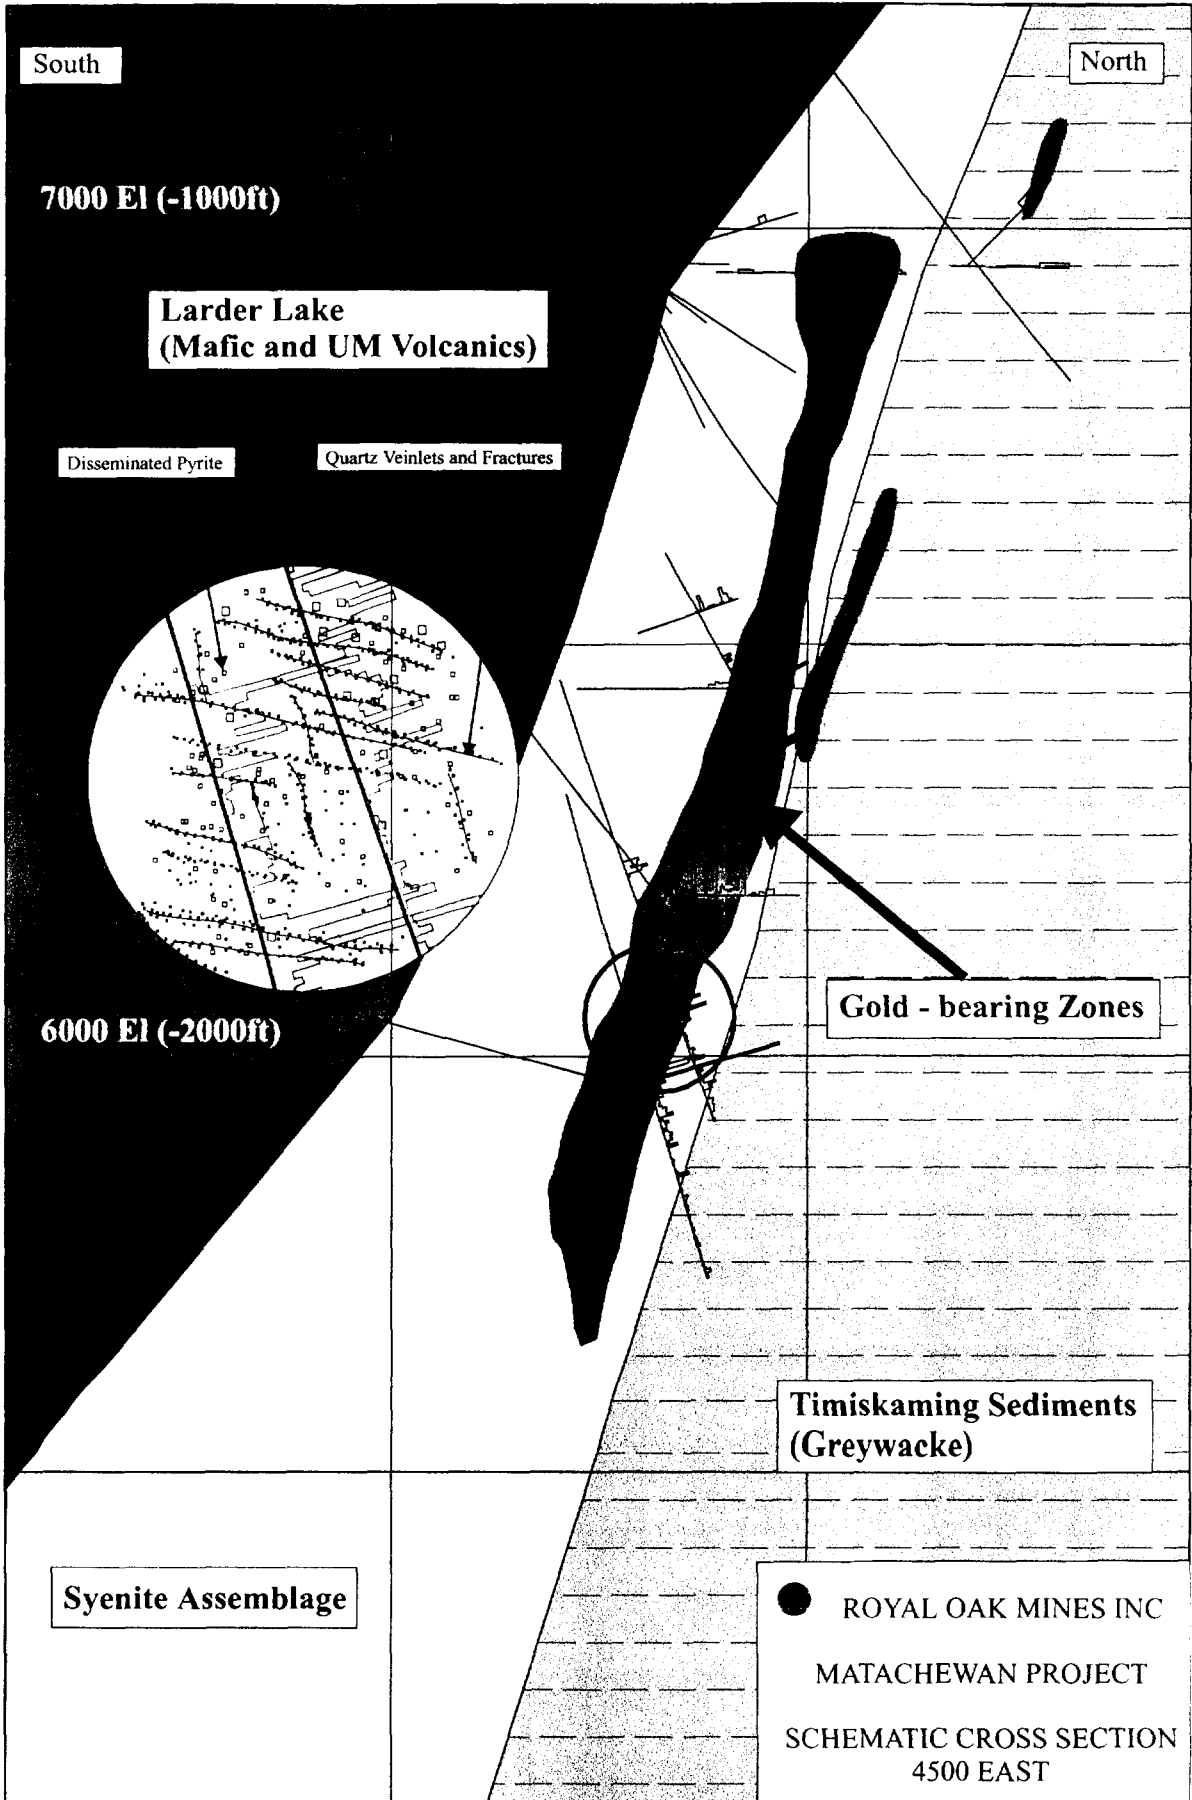 South
North
7000 El (-1000ft)
Larder Lake
(Mafic and UM Volcanics)
Disseminated Pyrite
Quartz Veinlets and Fractures
Gold - bearing Zones
6000 El (-2000ft)
Timiskaming Sediments
(Greywacke)
Syenite Assemblage
ROYAL OAK MINES INC
MATACHEWAN PROJECT
SCHEMATIC CROSS SECTION
4500 EAST